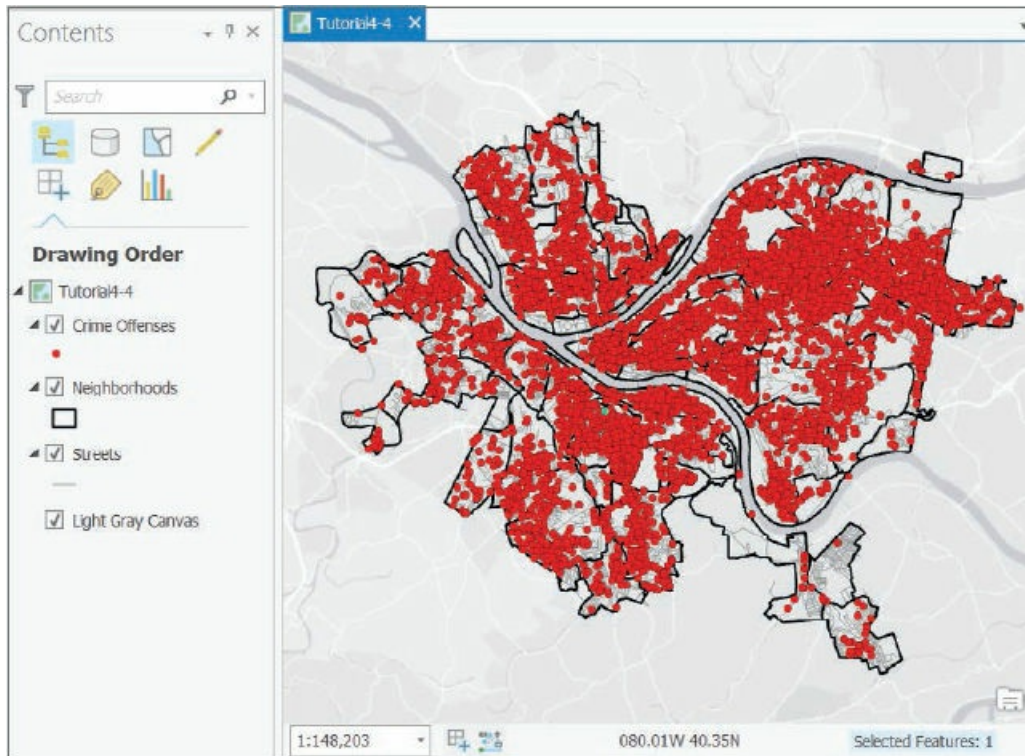 Contents
Tutorial4-4
Search
Drawing Order
Tutorial4-4
Crime Offenses
Neighborhoods
Streets
Light Gray Canvas
1:148,203
080.01W 40.35N
Selected Features: 1